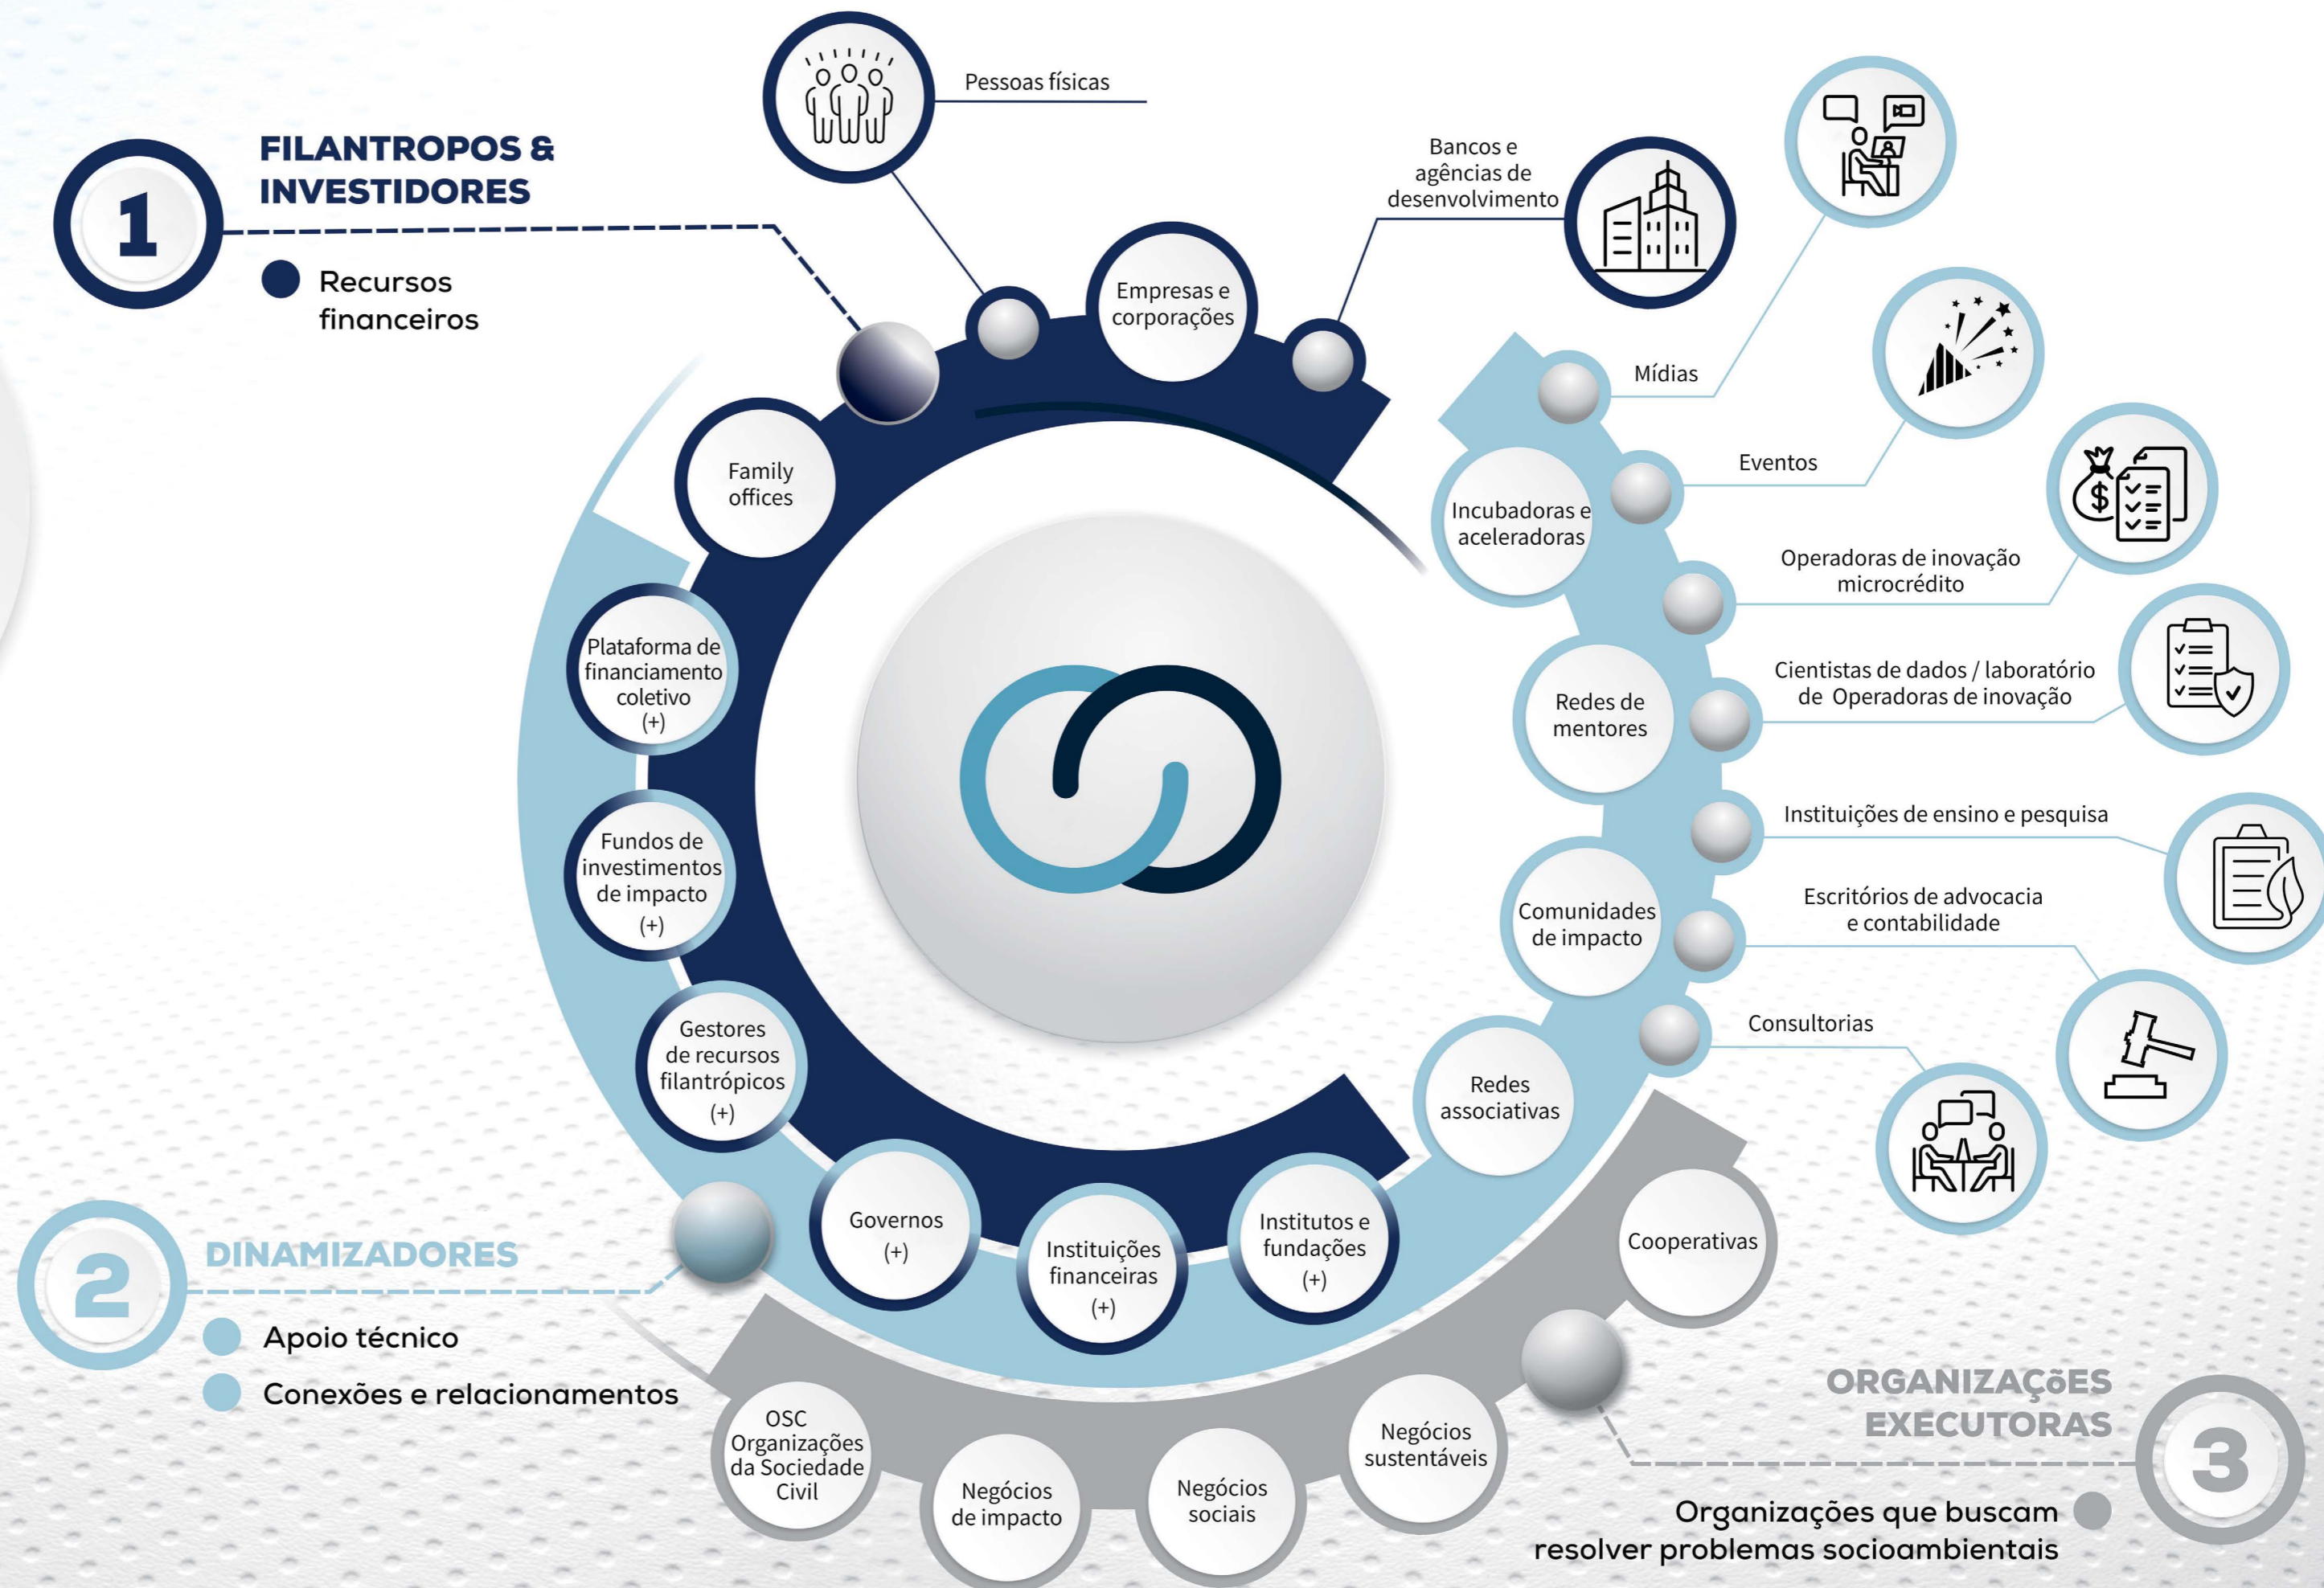 1
FILANTROPOS &
INVESTIDORES
Recursos
financeiros
Pessoas físicas
Empresas e
corporações
Bancos e
agências de
desenvolvimento
Family
offices
Plataforma de
financiamento
coletivo
(+)
Fundos de
investimentos
de impacto
(+)
Gestores
de recursos
filantrópicos
(+)
Governos
(+)
Instituições
financeiras
(+)
Institutos e
fundações
(+)
Mídias
Eventos
Operadoras de inovação
microcrédito
$
Cientistas de dados / laboratório
de Operadoras de inovação
Instituições de ensino e pesquisa
Escritórios de advocacia
e contabilidade
Consultorias
Incubadoras e
aceleradoras
Redes de
mentores
Comunidades
de impacto
Redes
associativas
2
DINAMIZADORES
Apoio técnico
Conexões e relacionamentos
OSC
Organizações
da Sociedade
Civil
Negócios
de impacto
Negócios
sociais
Negócios
sustentáveis
Cooperativas
ORGANIZAÇõES
EXECUTORAS
3
Organizações que buscam
resolver problemas socioambientais